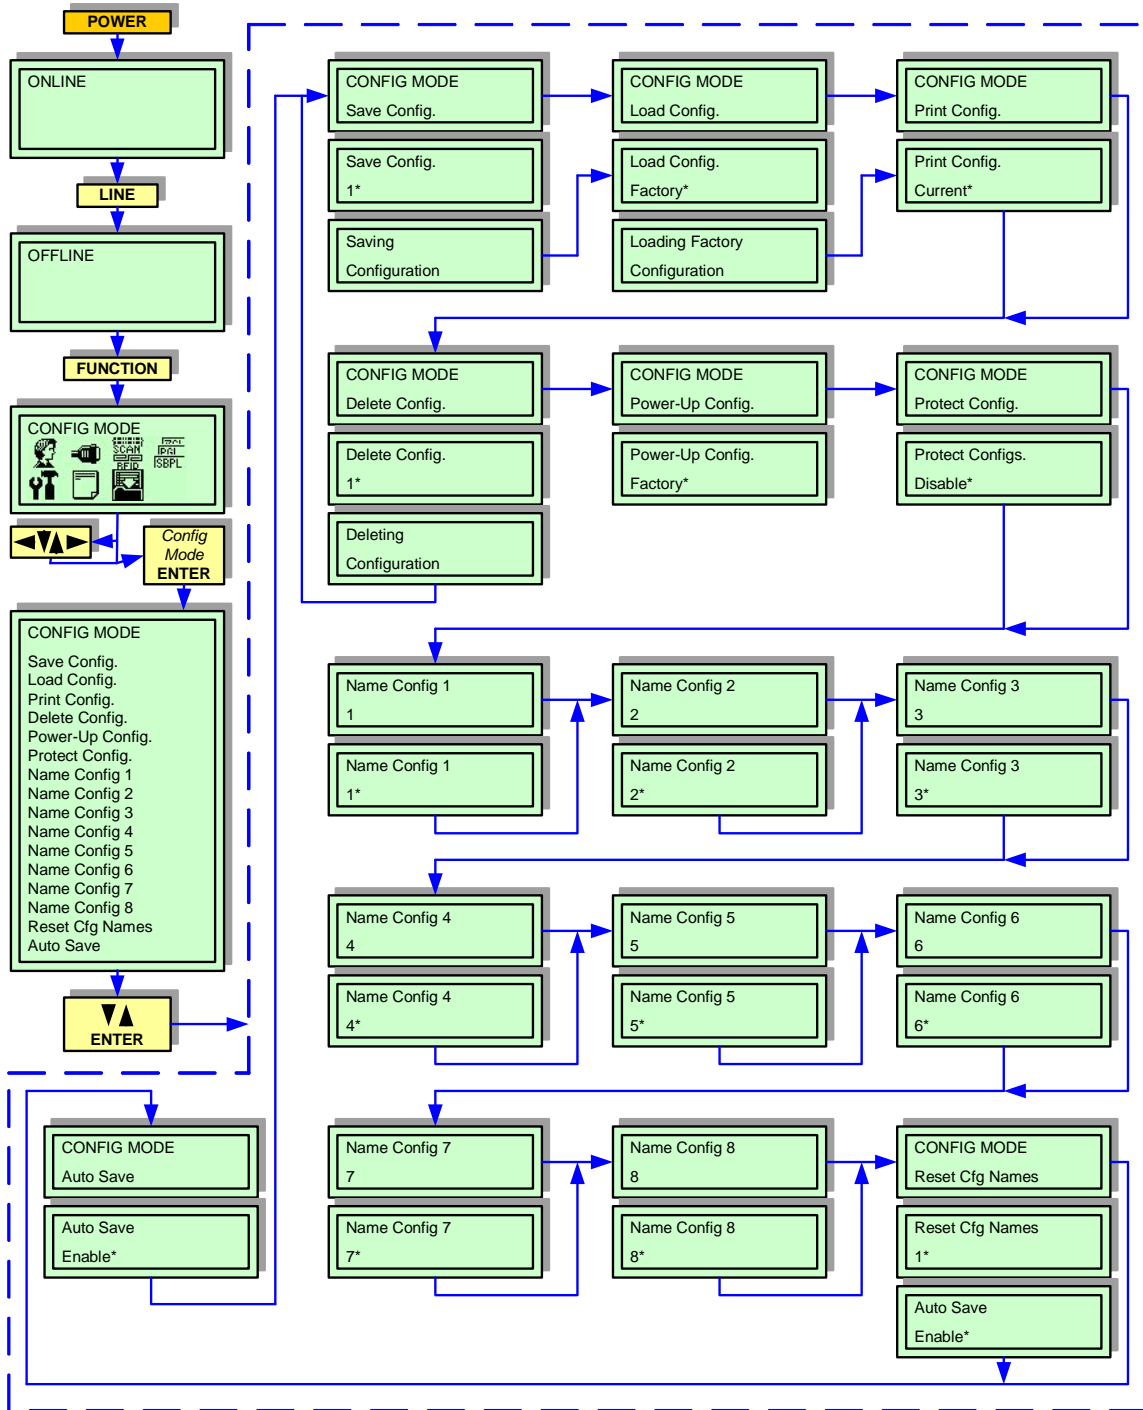 POWER
ONLINE
LINE
OFFLINE
FUNCTION
CONFIG MODE
SCAN
RFID
PGL
ISBPL
Config
Mode
ENTER
CONFIG MODE
Save Config.
Load Config.
Print Config.
Delete Config.
Power-Up Config.
Protect Config.
Name Config 1
Name Config 2
Name Config 3
Name Config 4
Name Config 5
Name Config 6
Name Config 7
Name Config 8
Reset Cfg Names
Auto Save
ENTER
CONFIG MODE
Save Config.
Save Config.
1*
Saving
Configuration
CONFIG MODE
Load Config.
Load Config.
Factory*
Loading Factory
Configuration
CONFIG MODE
Print Config.
Print Config.
Current*
CONFIG MODE
Delete Config.
Delete Config.
1*
Deleting
Configuration
CONFIG MODE
Power-Up Config.
Power-Up Config.
Factory*
CONFIG MODE
Protect Config.
Protect Configs.
Disable*
Name Config 1
1
Name Config 1
1*
Name Config 2
2
Name Config 2
2*
Name Config 3
3
Name Config 3
3*
Name Config 4
4
Name Config 4
4*
Name Config 5
5
Name Config 5
5*
Name Config 6
6
Name Config 6
6*
Name Config 7
7
Name Config 7
7*
Name Config 8
8
Name Config 8
8*
CONFIG MODE
Reset Cfg Names
Reset Cfg Names
1*
Auto Save
Enable*
CONFIG MODE
Auto Save
Auto Save
Enable*